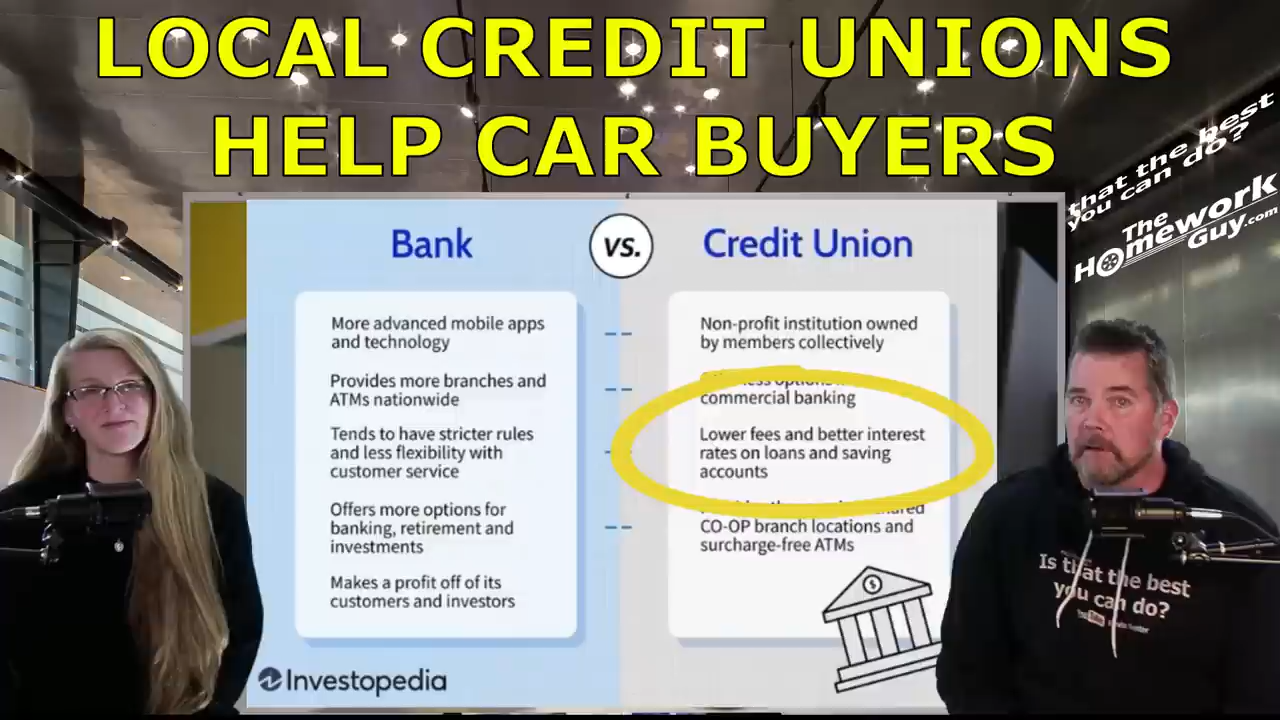 LOCAL CREDIT UNIONS
HELP CAR BUYERS
that the best
you can do?
The
Homework
Guy.com
Bank
VS.
Credit Union
More advanced mobile apps
and technology
Provides more branches and
ATMs nationwide
Tends to have stricter rules
and less flexibility with
customer service
Offers more options for
banking, retirement and
investments
Makes a profit off of its
customers and investors
Non-profit institution owned
by members collectively
less options
commercial banking
Lower fees and better interest
rates on loans and saving
accounts
shared
CO-OP branch locations and
surcharge-free ATMs
$
Investopedia
Is that the best
you can do?